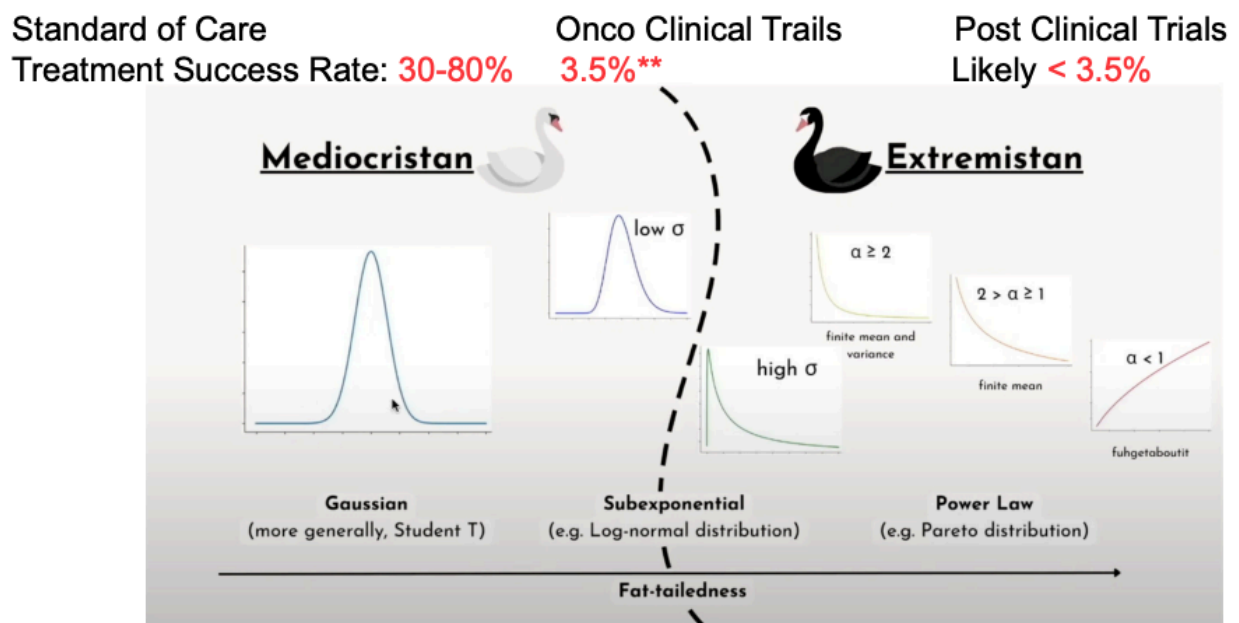 Standard of Care
Treatment Success Rate: 30-80%
Onco Clinical Trails
3.5%**
Post Clinical Trials
Likely < 3.5%
Mediocristan
Extremistan
low σ
high σ
α ≥ 2
finite mean and
variance
2 > α ≥ 1
finite mean
α < 1
fuhgetaboutit
Gaussian
(more generally, Student T)
Subexponential
(e.g. Log-normal distribution)
Power Law
(e.g. Pareto distribution)
Fat-tailedness